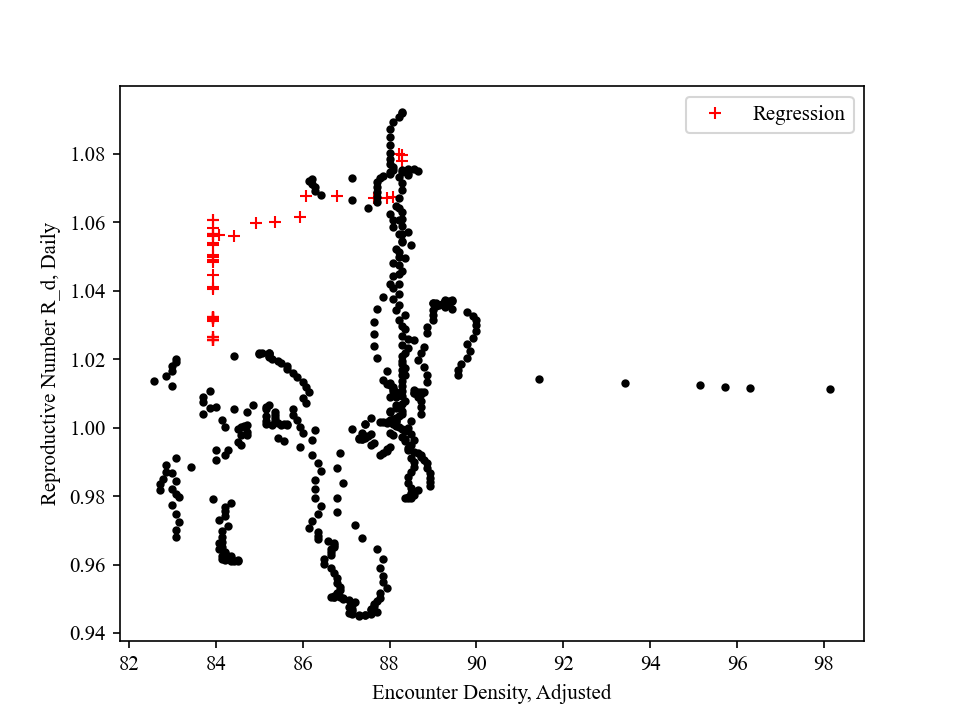 Regression
1.08
1.06
1.04
1.02
1.00
0.98
0.96
0.94
Reproductive Number R_d, Daily
82 84 86 88 90 92 94 96 98
Encounter Density, Adjusted